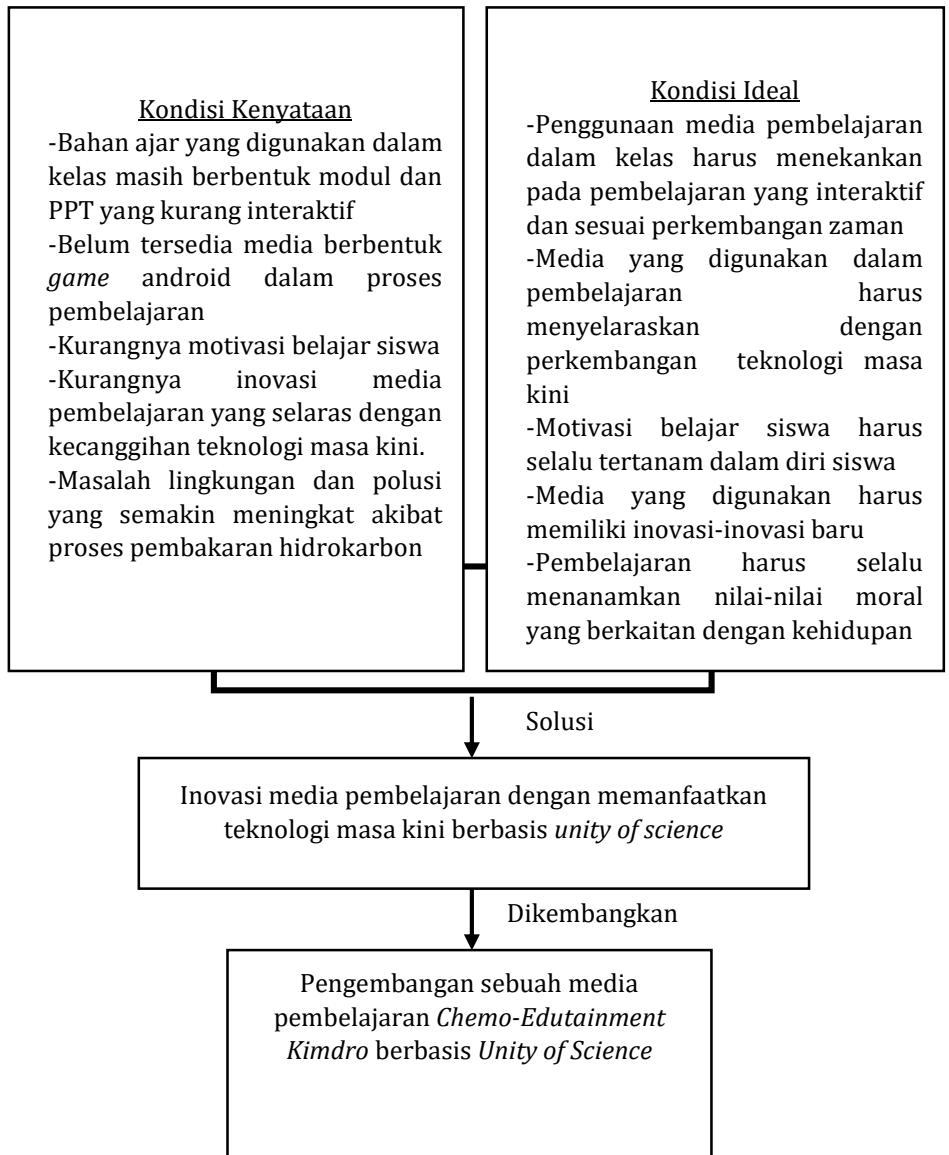 Kondisi Kenyataan
-Bahan ajar yang digunakan dalam
kelas masih berbentuk modul dan
PPT yang kurang interaktif
-Belum tersedia media berbentuk
game android dalam proses
pembelajaran
-Kurangnya motivasi belajar siswa
-Kurangnya inovasi media
pembelajaran yang selaras dengan
kecanggihan teknologi masa kini.
-Masalah lingkungan dan polusi
yang semakin meningkat akibat
proses pembakaran hidrokarbon
Kondisi Ideal
-Penggunaan media pembelajaran
dalam kelas harus menekankan
pada pembelajaran yang interaktif
dan sesuai perkembangan zaman
-Media yang digunakan dalam
pembelajaran harus
menyelaraskan dengan
perkembangan teknologi masa
kini
-Motivasi belajar siswa harus
selalu tertanam dalam diri siswa
-Media yang digunakan harus
memiliki inovasi-inovasi baru
-Pembelajaran harus selalu
menanamkan nilai-nilai moral
yang berkaitan dengan kehidupan
Solusi
Inovasi media pembelajaran dengan memanfaatkan
teknologi masa kini berbasis unity of science
Dikembangkan
Pengembangan sebuah media
pembelajaran Chemo-Edutainment
Kimdro berbasis Unity of Science